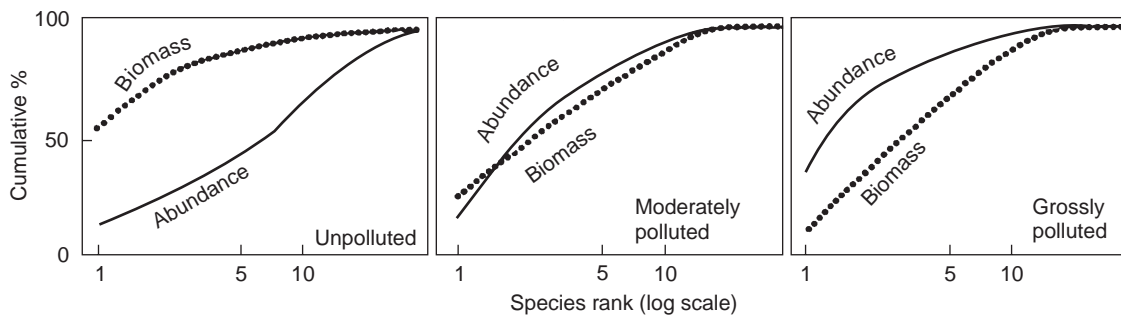 100
50
0
Cumulative %
Biomass
Abundance
Unpolluted
1
5
10
Abundance
Biomass
Moderately
polluted
1
5
10
Abundance
Biomass
Grossly
polluted
1
5
10
Species rank (log scale)